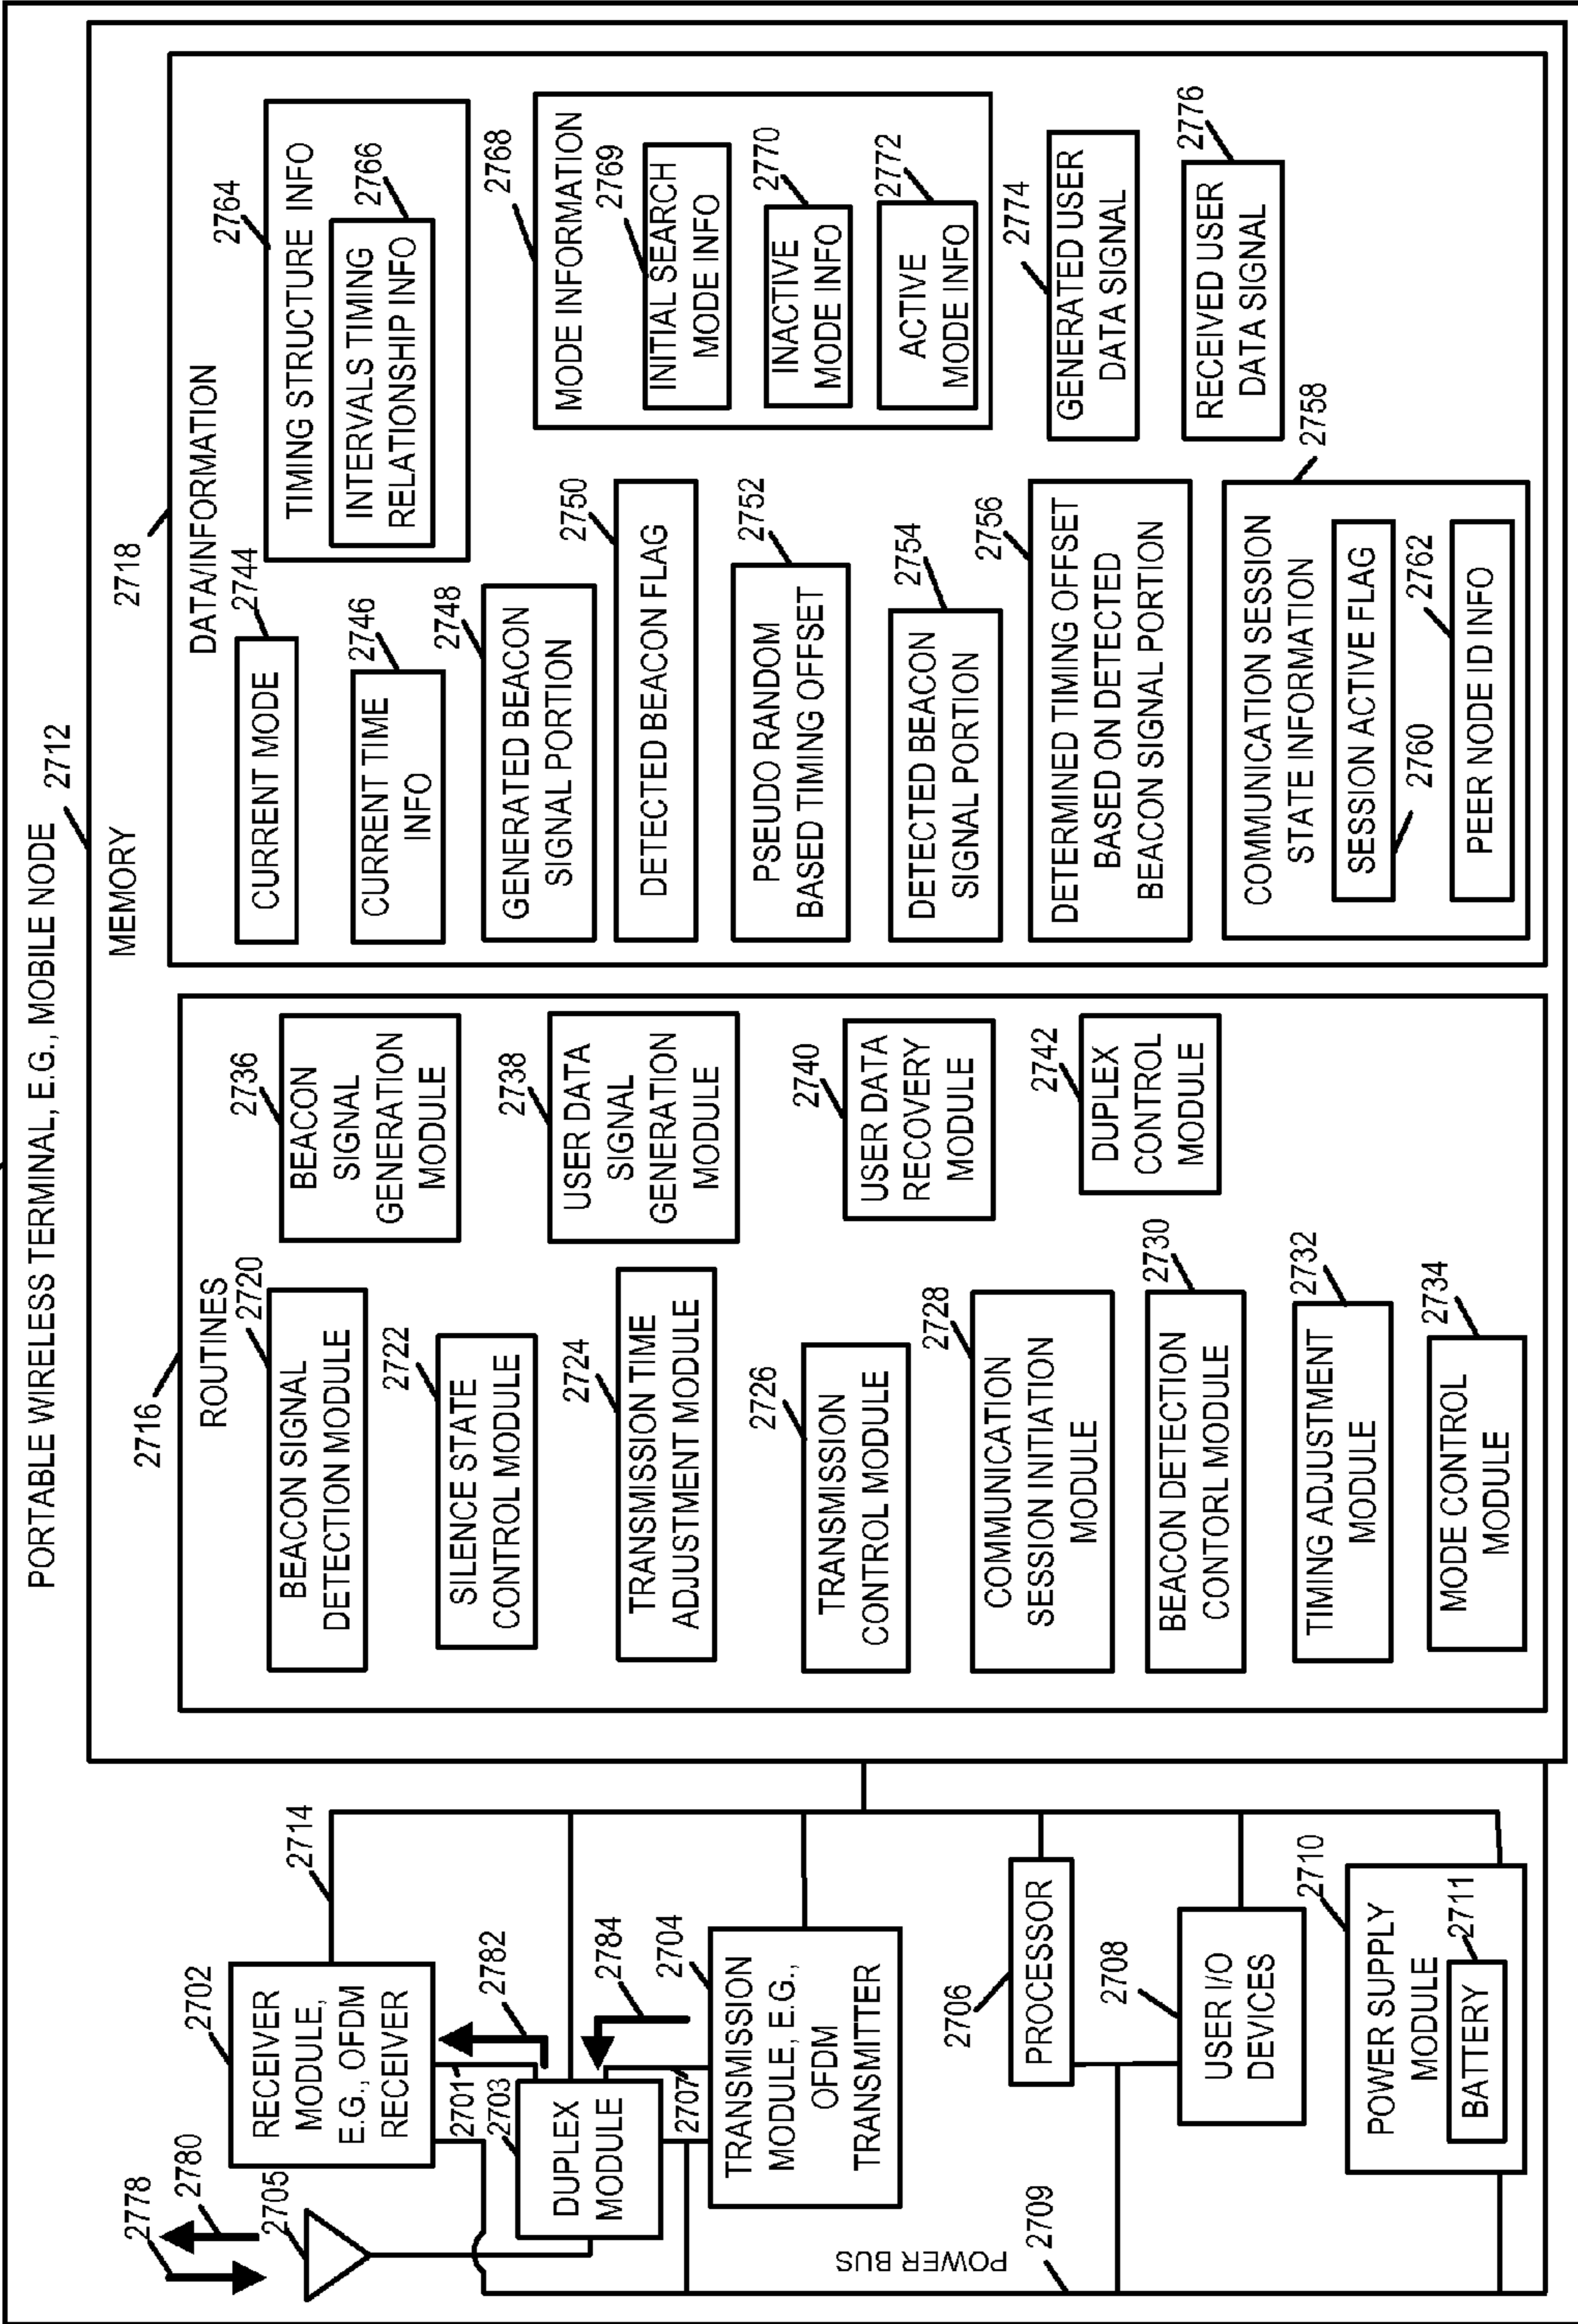 PORTABLE WIRELESS TERMINAL, E.G., MOBILE NODE
2712
MEMORY
2778
2780
2705
2702
RECEIVER
MODULE,
E.G., OFDM
RECEIVER
2714
2701
2782
2703
DUPLEX
MODULE
2784
2707
2704
TRANSMISSION
MODULE, E.G.,
OFDM
TRANSMITTER
POWER BUS
2709
2706
PROCESSOR
2708
USER I/O
DEVICES
2710
POWER SUPPLY
MODULE
2711
BATTERY
2716
ROUTINES
2720
BEACON SIGNAL
DETECTION MODULE
2722
SILENCE STATE
CONTROL MODULE
2724
TRANSMISSION TIME
ADJUSTMENT MODULE
2726
TRANSMISSION
CONTROL MODULE
2728
COMMUNICATION
SESSION INITIATION
MODULE
2730
BEACON DETECTION
CONTORL MODULE
2732
TIMING ADJUSTMENT
MODULE
2734
MODE CONTROL
MODULE
2736
BEACON
SIGNAL
GENERATION
MODULE
2738
USER DATA
SIGNAL
GENERATION
MODULE
2740
USER DATA
RECOVERY
MODULE
2742
DUPLEX
CONTROL
MODULE
2718
DATA/INFORMATION
2744
CURRENT MODE
2746
CURRENT TIME
INFO
2748
GENERATED BEACON
SIGNAL PORTION
2750
DETECTED BEACON FLAG
2752
PSEUDO RANDOM
BASED TIMING OFFSET
2754
DETECTED BEACON
SIGNAL PORTION
2756
DETERMINED TIMING OFFSET
BASED ON DETECTED
BEACON SIGNAL PORTION
2758
COMMUNICATION SESSION
STATE INFORMATION
SESSION ACTIVE FLAG
2760
2762
PEER NODE ID INFO
2764
TIMING STRUCTURE INFO
2766
INTERVALS TIMING
RELATIONSHIP INFO
2768
MODE INFORMATION
2769
INITIAL SEARCH
MODE INFO
2770
INACTIVE
MODE INFO
2772
ACTIVE
MODE INFO
2774
GENERATED USER
DATA SIGNAL
2776
RECEIVED USER
DATA SIGNAL